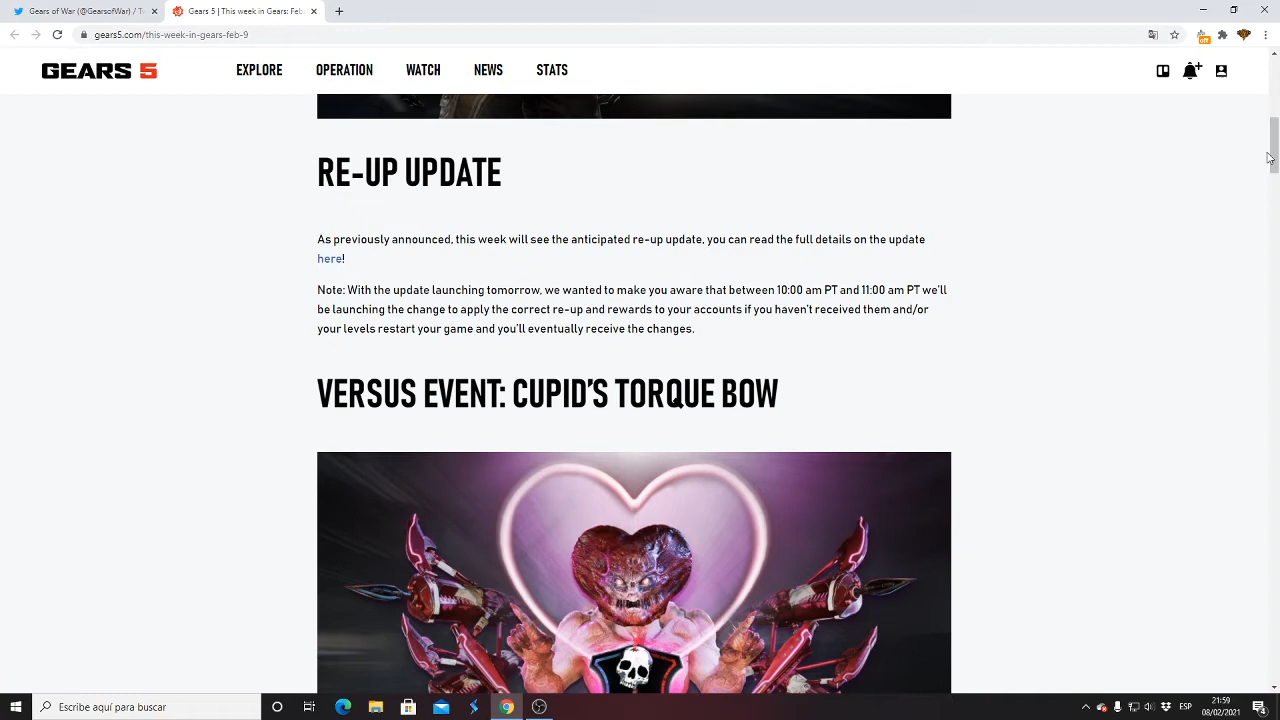 Gears of War (@GearsofWar) / Tw
Gears 5 | This week in Gears: Feb
gears5.com/this-week-in-gears-feb-9
off
GEARS 5
EXPLORE OPERATION WATCH NEWS STATS
RE-UP UPDATE
As previously announced, this week will see the anticipated re-up update, you can read the full details on the update
here!
Note: With the update launching tomorrow, we wanted to make you aware that between 10:00 am PT and 11:00 am PT we'll
be launching the change to apply the correct re-up and rewards to your accounts if you haven't received them and/or
your levels restart your game and you'll eventually receive the changes.
VERSUS EVENT: CUPID'S TORQUE BOW
Escribe aquí para buscar
ESP
21:59
08/02/2021